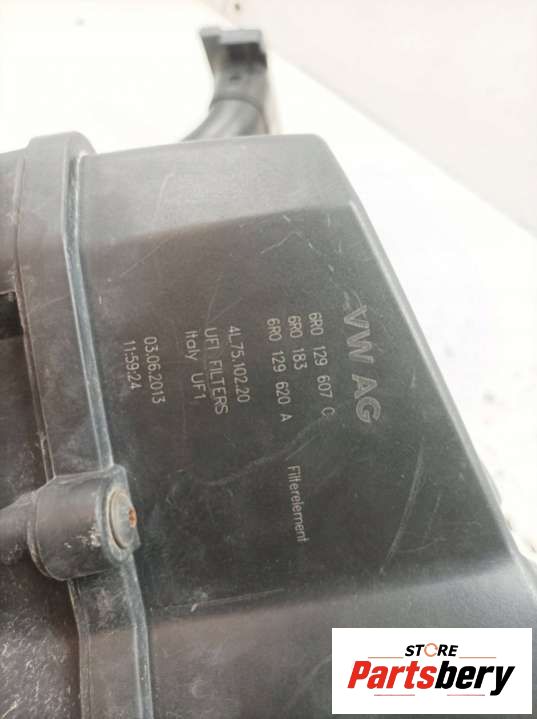 VW AG
6R0 129 607 C
6R0 183
6R0 129 620 A
Filterelement
4L.75.102.20
UFI FILTERS
Italy UF1
03.06.2013
11:59:24
STORE
Partsbery